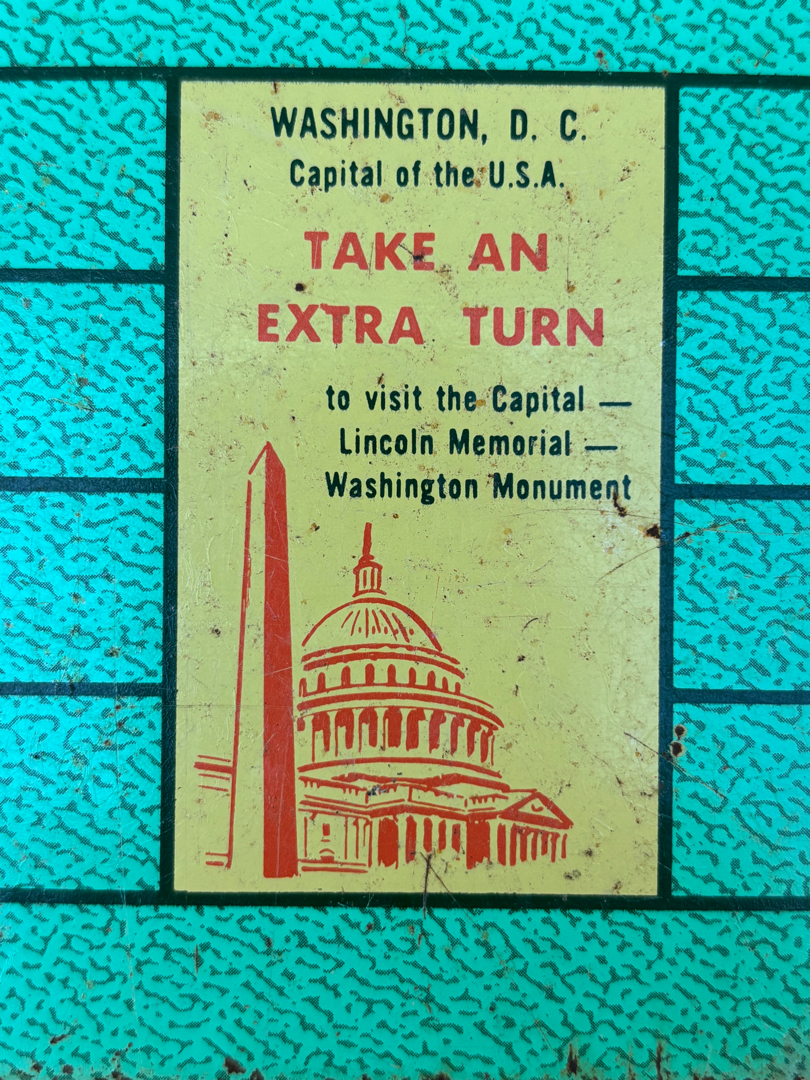 WASHINGTON, D. C.
Capital of the U.S.A.
TAKE AN
EXTRA TURN
to visit the Capital —
Lincoln Memorial —
Washington Monument